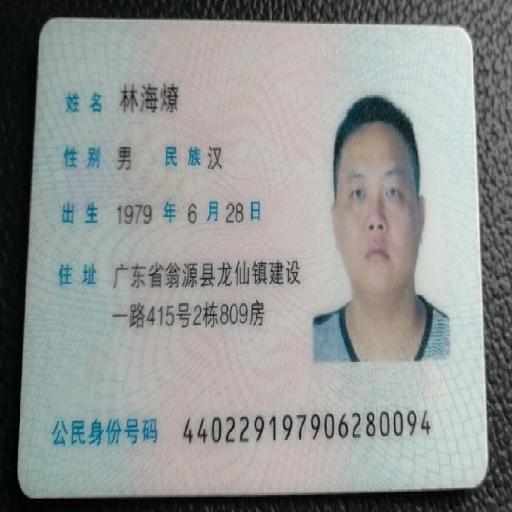 姓名 林海燎
性别 男 民族 汉
出生 1979 年 6 月 28 日
住址 广东省翁源县龙仙镇建设
一路415号2栋809房
公民身份号码 440229197906280094